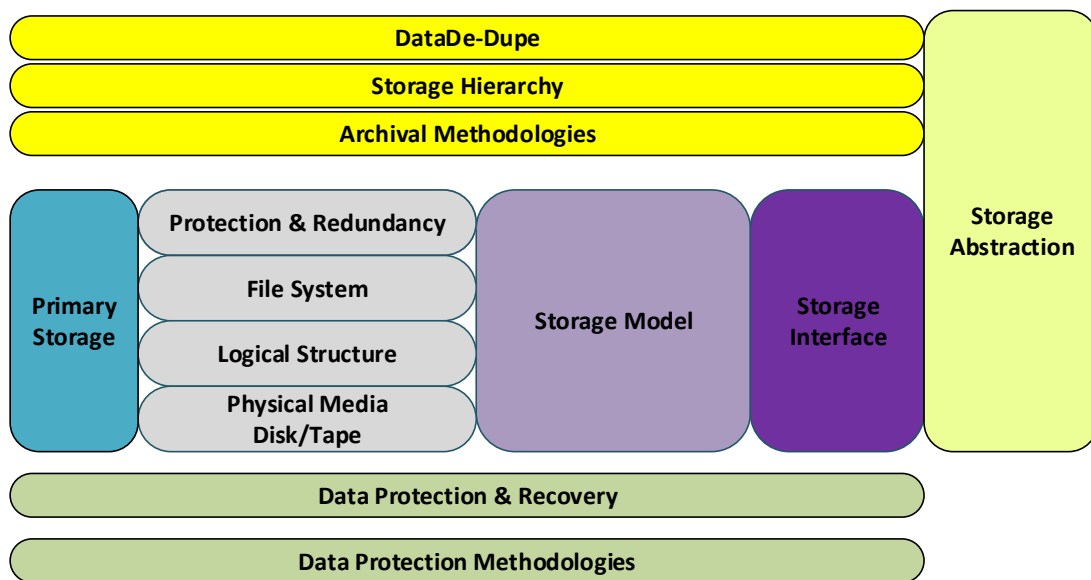 DataDe-Dupe
Storage Hierarchy
Archival Methodologies
Storage
Abstraction
Primary
Storage
Protection & Redundancy
File System
Logical Structure
Physical Media
Disk/Tape
Storage Model
Storage
Interface
Data Protection & Recovery
Data Protection Methodologies